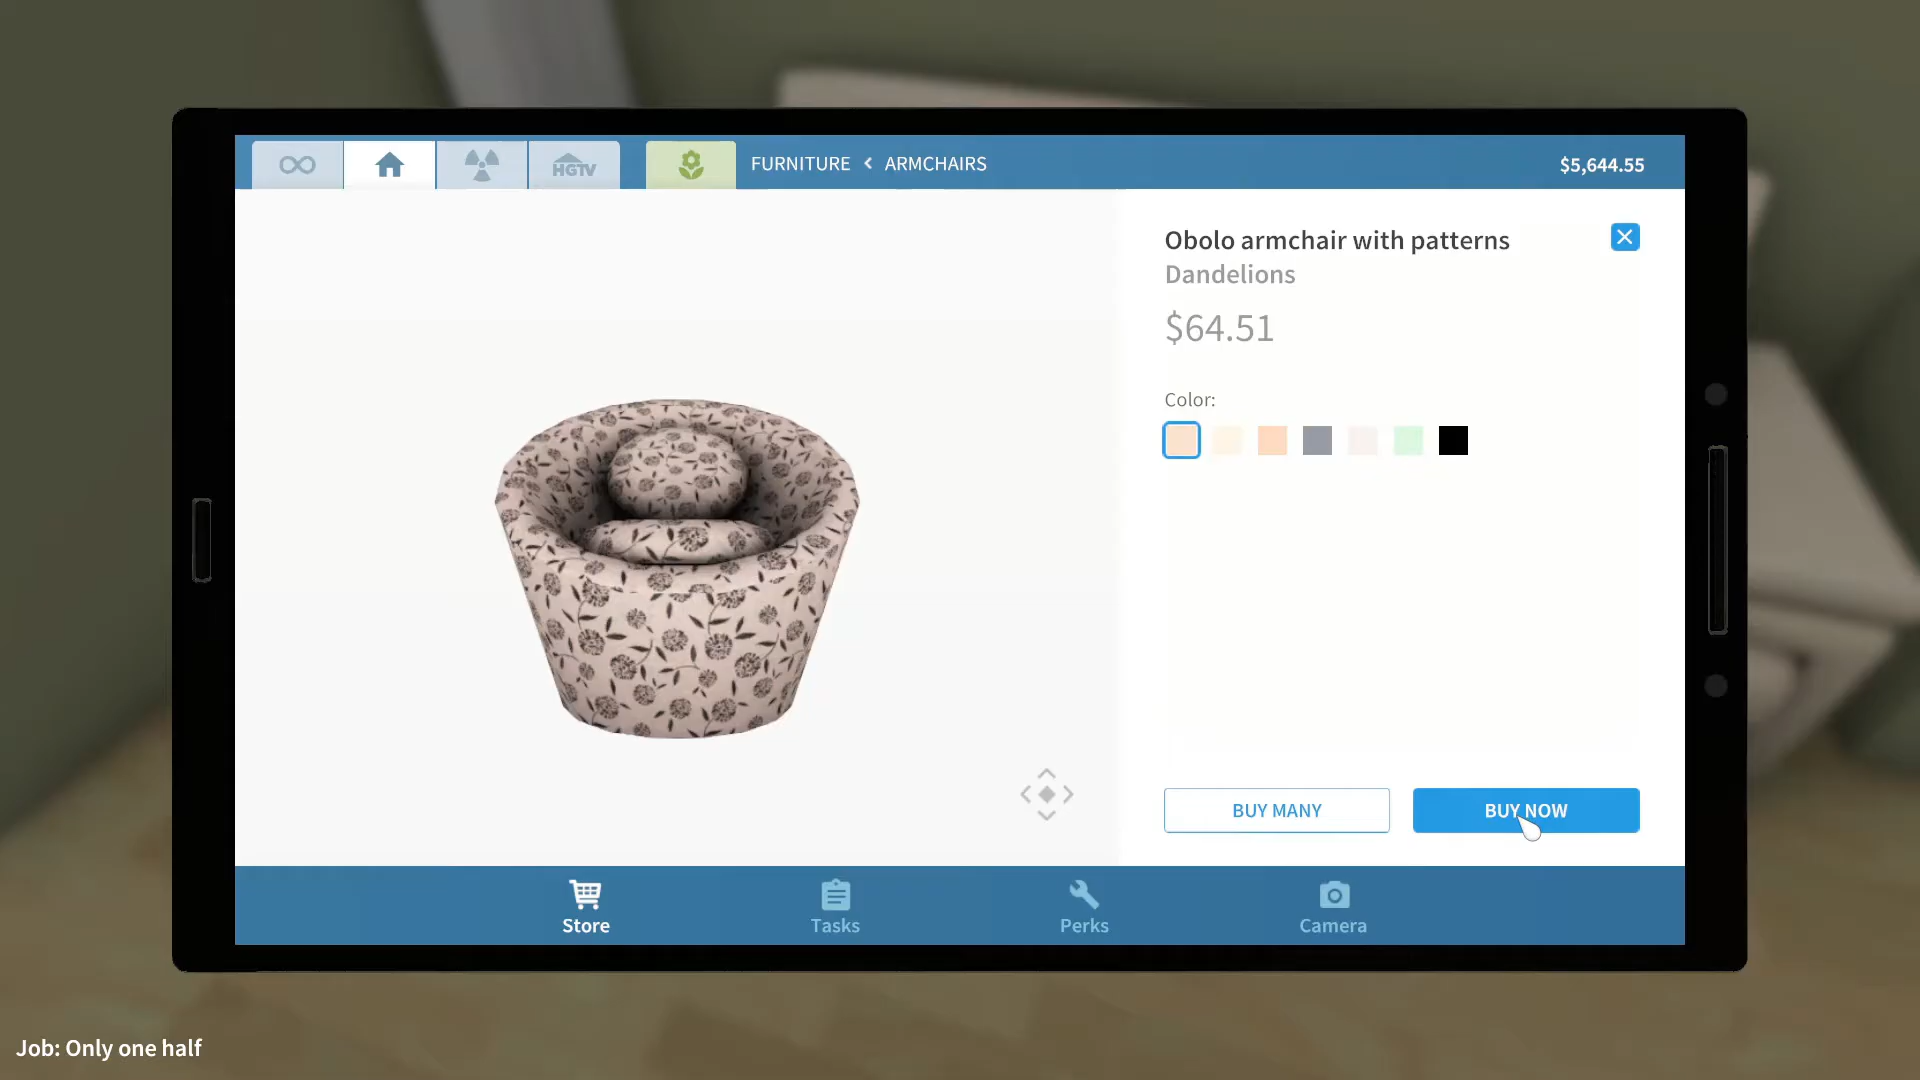 HGTV
FURNITURE < ARMCHAIRS
$5,644.55
Obolo armchair with patterns
Dandelions
$64.51
Color:
BUY MANY
BUY NOW
Store
Tasks
Perks
Camera
Job: Only one half